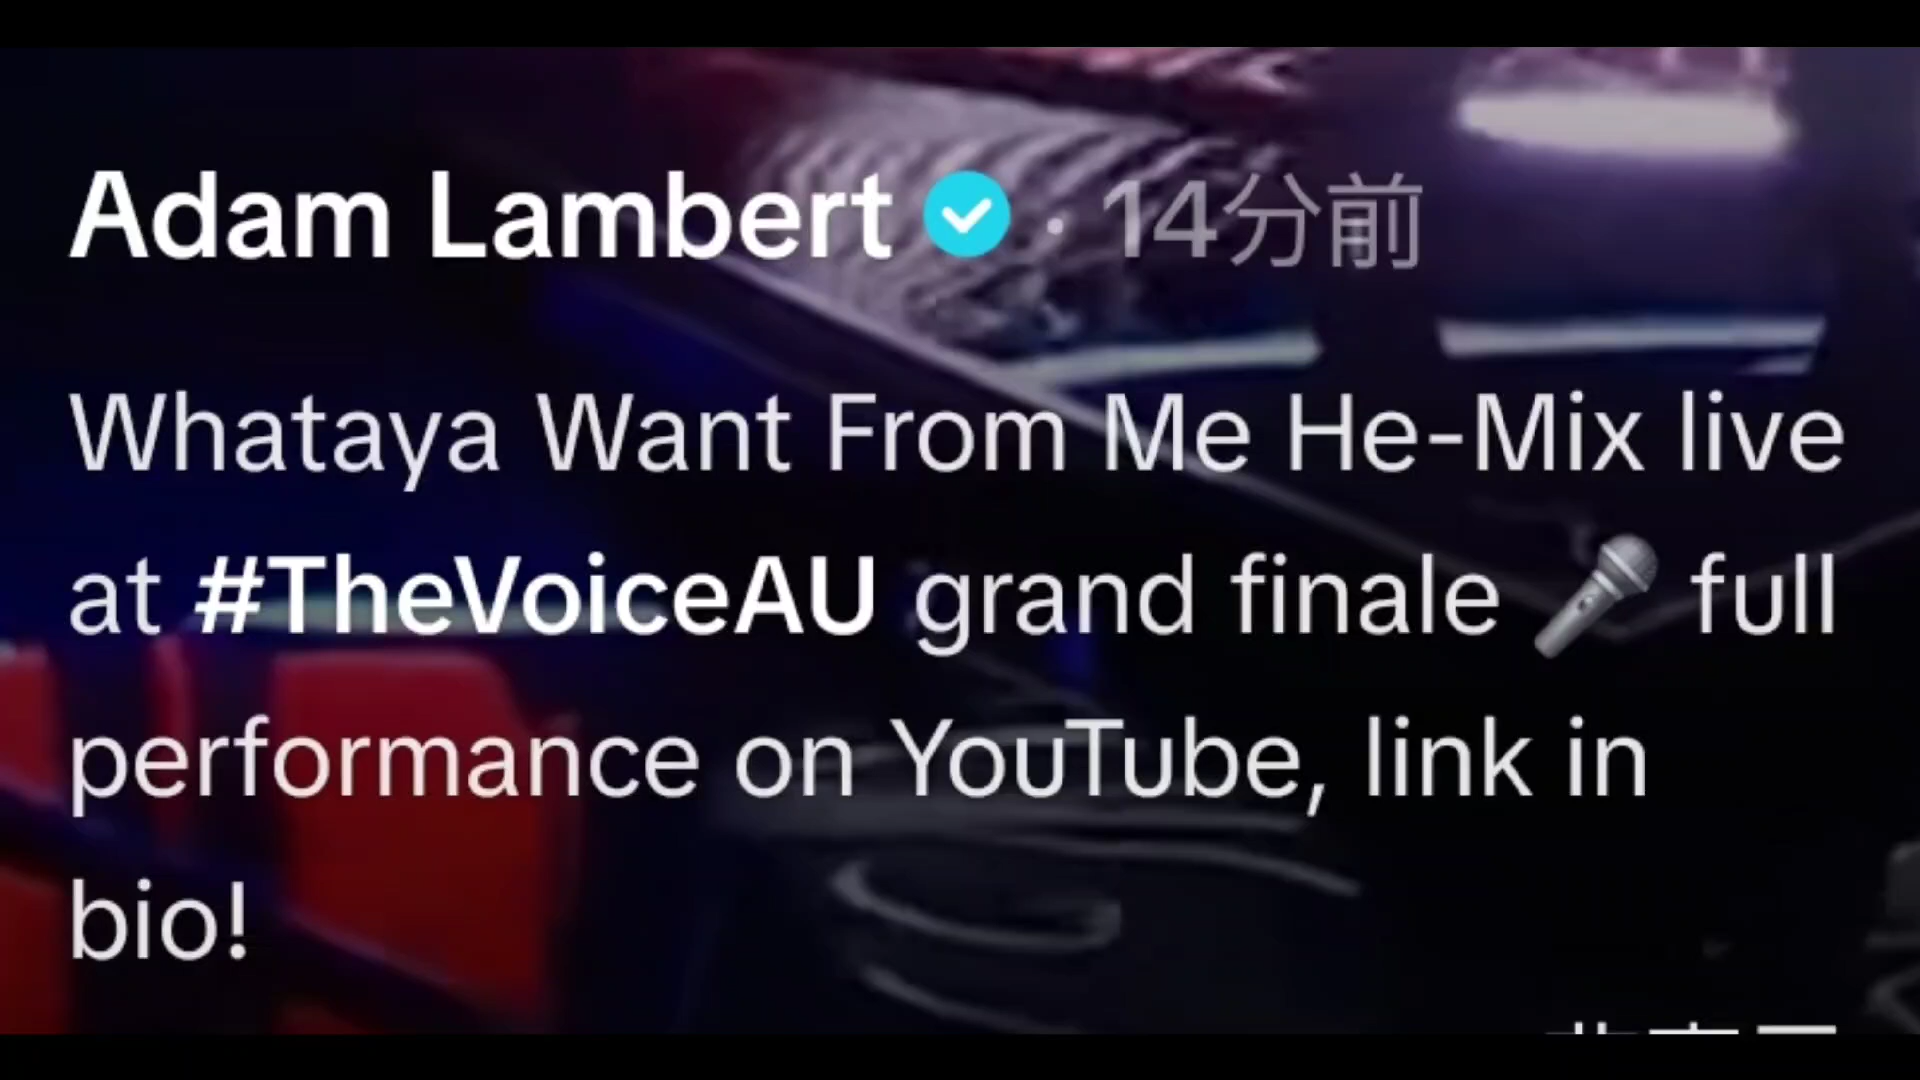 Adam Lambert · 14分前
Whataya Want From Me He-Mix live
at #TheVoiceAU grand finale 🎤 full
performance on YouTube, link in
bio!